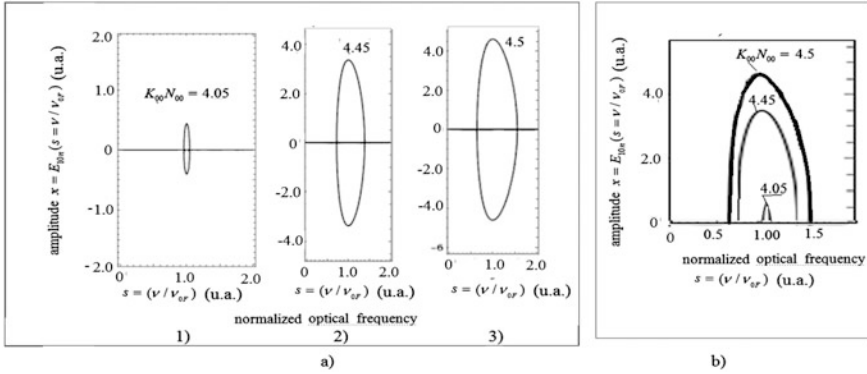 amplitude x = E₁₀ₙ(s = ν/ν₀F) (u.a.)
2.0
1.0
0
-1.0
-2.0
K₀₀N₀₀ = 4.05
0 1.0 2.0
s = (ν/ν₀F) (u.a.)
1)
4.0
2.0
0
-2.0
-4.0
4.45
0 1.0 2.0
s = (ν/ν₀F) (u.a.)
2)
4.0
2.0
0
-2.0
-4.0
-6
4.5
0 1.0 2.0
s = (ν/ν₀F) (u.a.)
3)
normalized optical frequency
a)
amplitude x = E₁₀ₙ(s = ν/ν₀F) (u.a.)
4.0
2.0
0
K₀₀N₀₀ = 4.5
4.45
4.05
0 0.5 1.00 1.5
normalized optical frequency
s = (ν/ν₀F) (u.a.)
b)